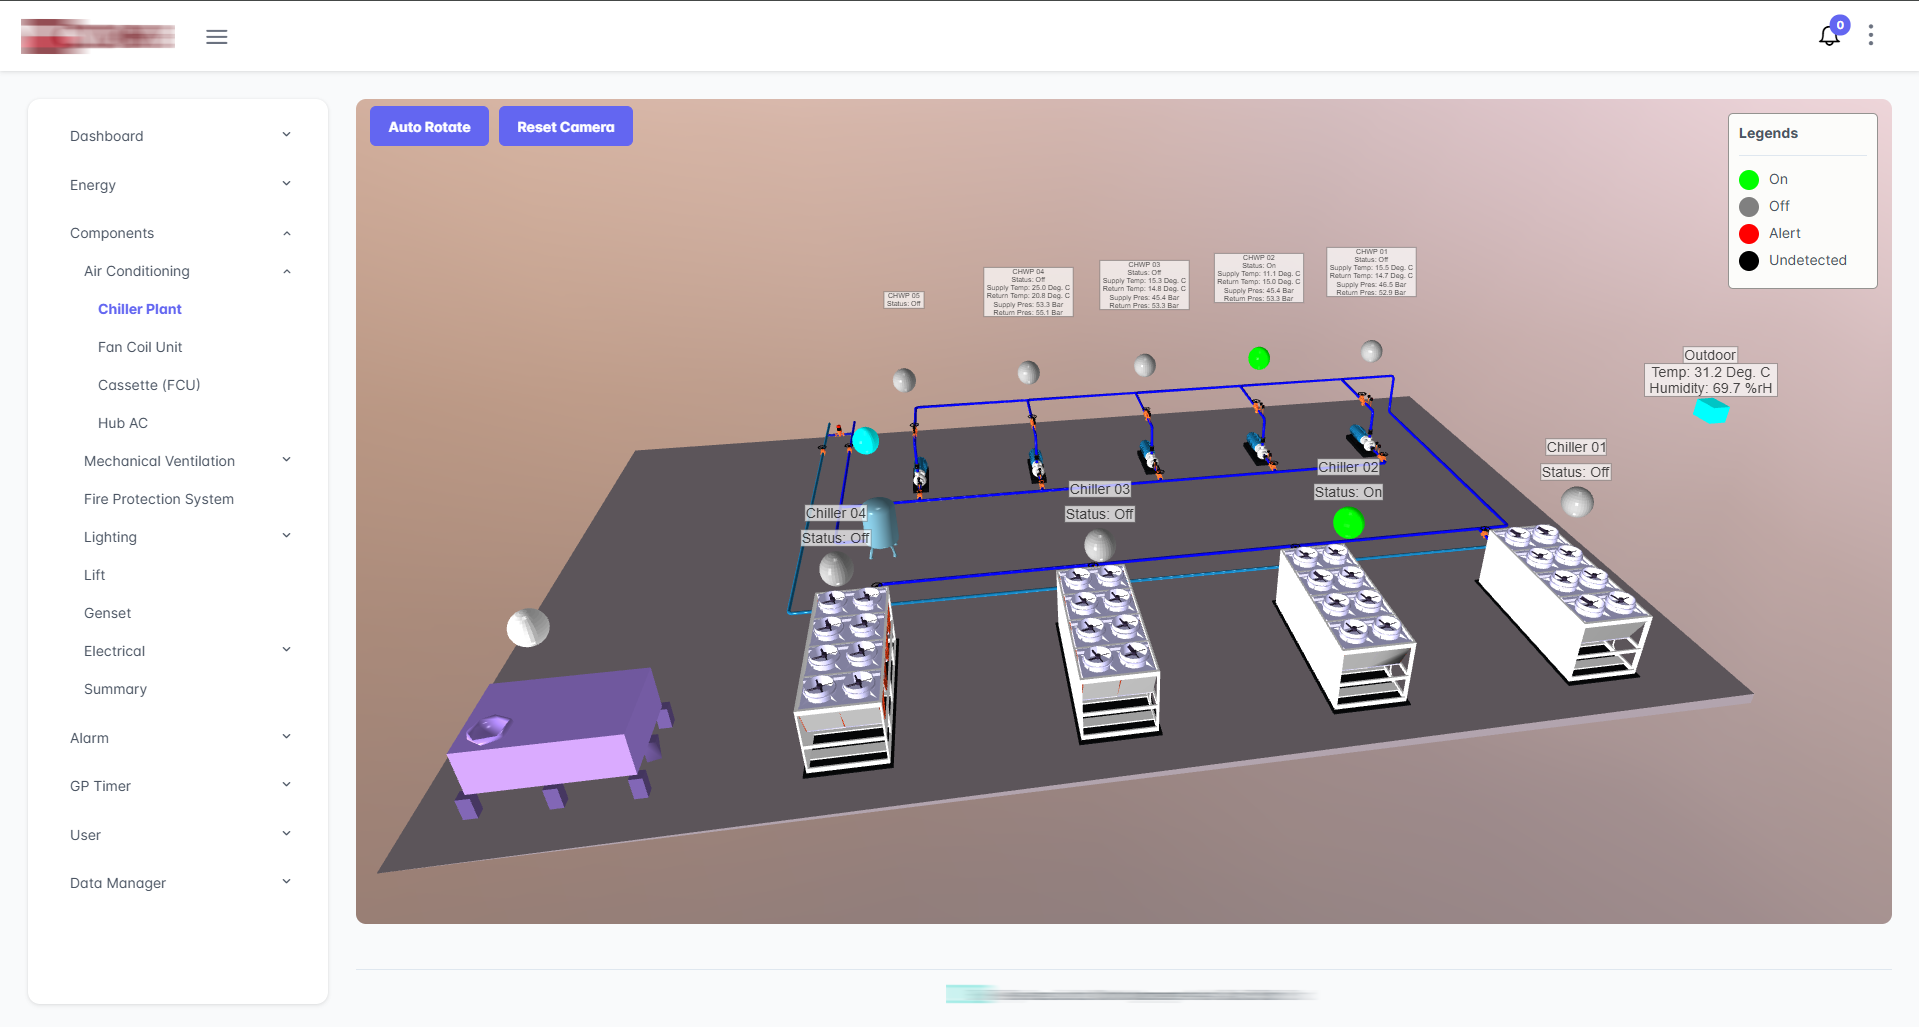 0
Dashboard
Energy
Components
Air Conditioning
Chiller Plant
Fan Coil Unit
Cassette (FCU)
Hub AC
Mechanical Ventilation
Fire Protection System
Lighting
Lift
Genset
Electrical
Summary
Alarm
GP Timer
User
Data Manager
Auto Rotate
Reset Camera
Legends
On
Off
Alert
Undetected
CHWP 05
Status: Off
CHWP 04
Status: Off
Supply Temp: 25.0 Deg. C
Return Temp: 20.8 Deg. C
Supply Pres: 53.3 Bar
Return Pres: 55.1 Bar
CHWP 03
Status: Off
Supply Temp: 15.3 Deg. C
Return Temp: 14.8 Deg. C
Supply Pres: 45.4 Bar
Return Pres: 53.3 Bar
CHWP 02
Status: On
Supply Temp: 11.1 Deg. C
Return Temp: 15.0 Deg. C
Supply Pres: 45.4 Bar
Return Pres: 53.3 Bar
CHWP 01
Status: Off
Supply Temp: 15.5 Deg. C
Return Temp: 14.7 Deg. C
Supply Pres: 46.5 Bar
Return Pres: 52.9 Bar
Outdoor
Temp: 31.2 Deg. C
Humidity: 69.7 %rH
Chiller 01
Status: Off
Chiller 02
Status: On
Chiller 03
Status: Off
Chiller 04
Status: Off